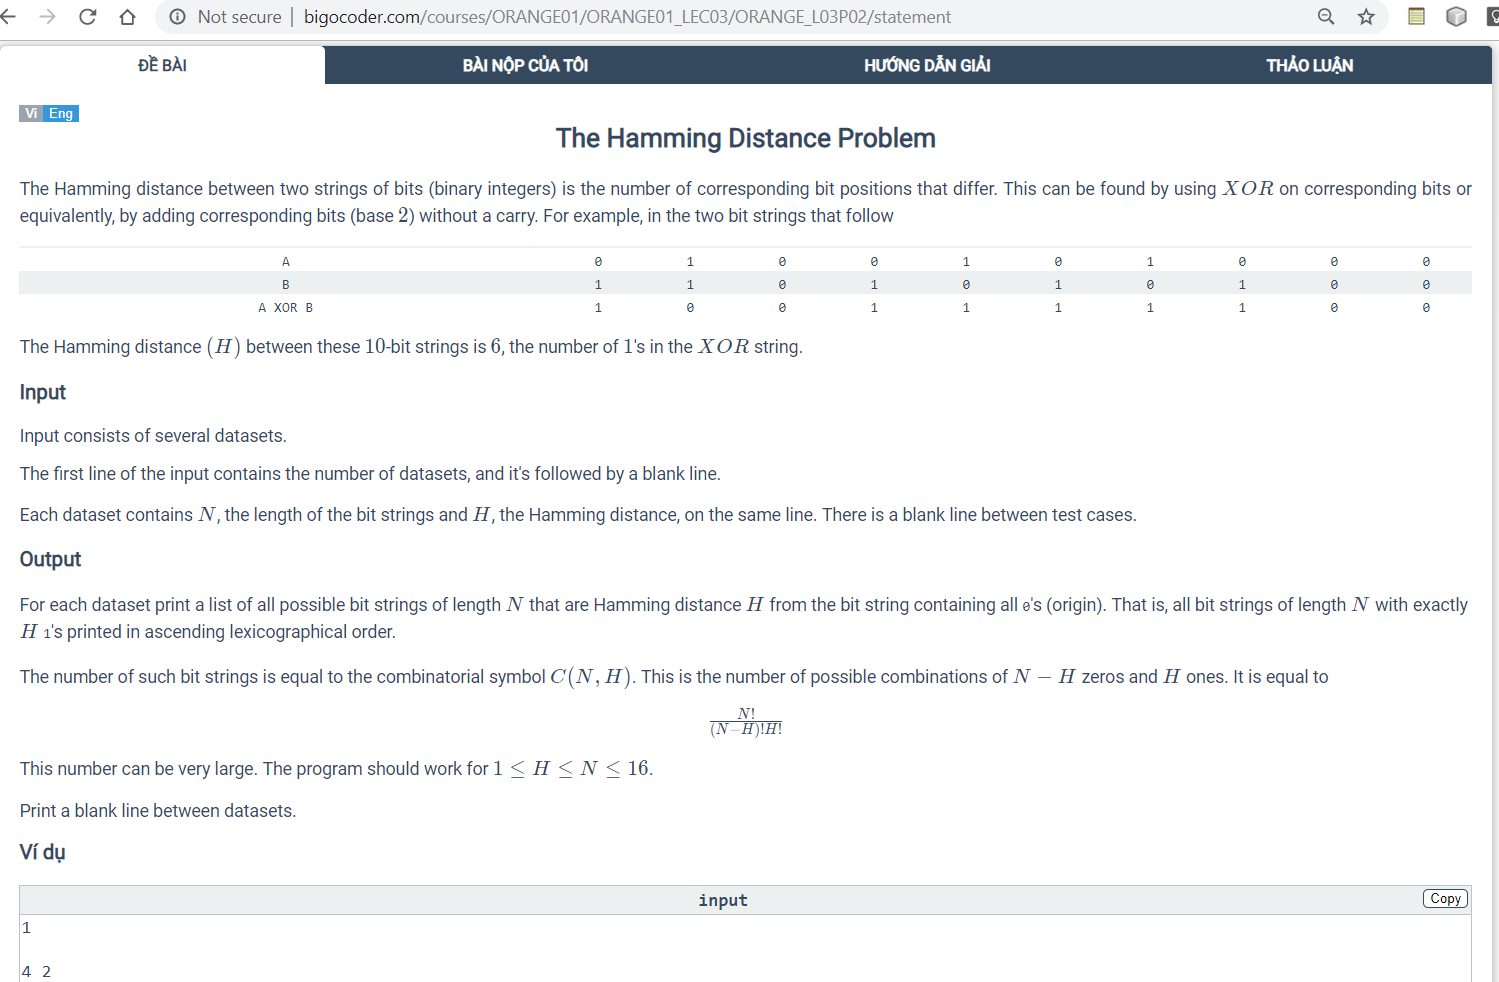 Not secure | bigocoder.com/courses/ORANGE01/ORANGE01_LEC03/ORANGE_L03P02/statement
ĐỀ BÀI BÀI NỘP CỦA TÔI HƯỚNG DẪN GIẢI THẢO LUẬN
Vi Eng
The Hamming Distance Problem
The Hamming distance between two strings of bits (binary integers) is the number of corresponding bit positions that differ. This can be found by using XOR on corresponding bits or
equivalently, by adding corresponding bits (base 2) without a carry. For example, in the two bit strings that follow
A 0 1 0 0 1 0 1 0 0 0
B 1 1 0 1 0 1 0 1 0 0
A XOR B 1 0 0 1 1 1 1 1 0 0
The Hamming distance (H) between these 10-bit strings is 6, the number of 1's in the XOR string.
Input
Input consists of several datasets.
The first line of the input contains the number of datasets, and it's followed by a blank line.
Each dataset contains N, the length of the bit strings and H, the Hamming distance, on the same line. There is a blank line between test cases.
Output
For each dataset print a list of all possible bit strings of length N that are Hamming distance H from the bit string containing all 0's (origin). That is, all bit strings of length N with exactly
H 1's printed in ascending lexicographical order.
The number of such bit strings is equal to the combinatorial symbol C(N, H). This is the number of possible combinations of N − H zeros and H ones. It is equal to
N!
(N−H)!H!
This number can be very large. The program should work for 1 ≤ H ≤ N ≤ 16.
Print a blank line between datasets.
Ví dụ
input Copy
1
4 2